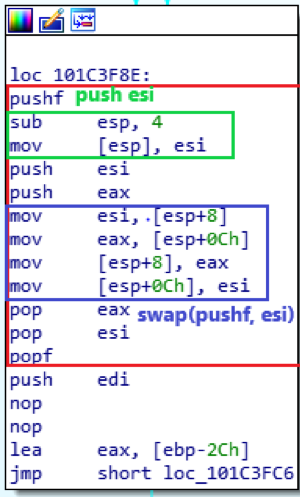 loc 101C3F8E:
pushf push esi
sub esp, 4
mov [esp], esi
push esi
push eax
mov esi, [esp+8]
mov eax, [esp+0Ch]
mov [esp+8], eax
mov [esp+0Ch], esi
pop eax swap(pushf, esi)
pop esi
popf
push edi
nop
nop
lea eax, [ebp-2Ch]
jmp short loc_101C3FC6